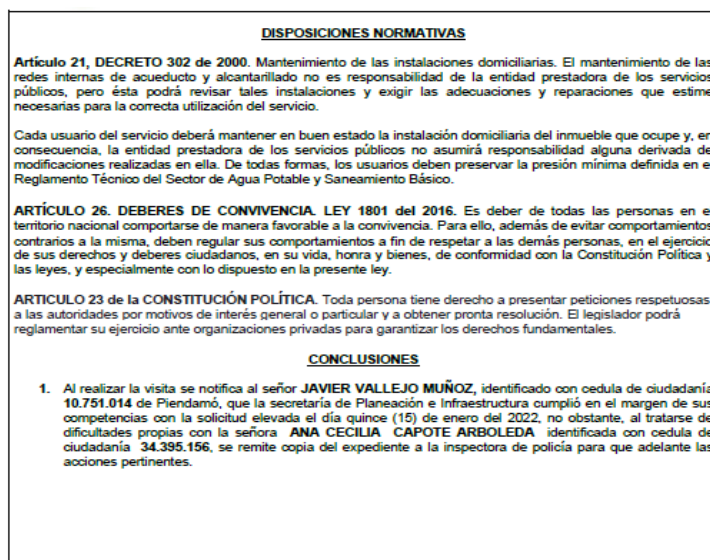 DISPOSICIONES NORMATIVAS
Artículo 21, DECRETO 302 de 2000. Mantenimiento de las instalaciones domiciliarias. El mantenimiento de las
redes internas de acueducto y alcantarillado no es responsabilidad de la entidad prestadora de los servicios
públicos, pero ésta podrá revisar tales instalaciones y exigir las adecuaciones y reparaciones que estime
necesarias para la correcta utilización del servicio.
Cada usuario del servicio deberá mantener en buen estado la instalación domiciliaria del inmueble que ocupe y, en
consecuencia, la entidad prestadora de los servicios públicos no asumirá responsabilidad alguna derivada de
modificaciones realizadas en ella. De todas formas, los usuarios deben preservar la presión mínima definida en e
Reglamento Técnico del Sector de Agua Potable y Saneamiento Básico.
ARTÍCULO 26. DEBERES DE CONVIVENCIA. LEY 1801 del 2016. Es deber de todas las personas en e
territorio nacional comportarse de manera favorable a la convivencia. Para ello, además de evitar comportamientos
contrarios a la misma, deben regular sus comportamientos a fin de respetar a las demás personas, en el ejercicio
de sus derechos y deberes ciudadanos, en su vida, honra y bienes, de conformidad con la Constitución Política y
las leyes, y especialmente con lo dispuesto en la presente ley.
ARTICULO 23 de la CONSTITUCIÓN POLÍTICA. Toda persona tiene derecho a presentar peticiones respetuosas
a las autoridades por motivos de interés general o particular y a obtener pronta resolución. El legislador podrá
reglamentar su ejercicio ante organizaciones privadas para garantizar los derechos fundamentales.
CONCLUSIONES
1. Al realizar la visita se notifica al señor JAVIER VALLEJO MUÑOZ, identificado con cedula de ciudadanía
10.751.014 de Piendamó, que la secretaría de Planeación e Infraestructura cumplió en el margen de sus
competencias con la solicitud elevada el día quince (15) de enero del 2022, no obstante, al tratarse de
dificultades propias con la señora ANA CECILIA CAPOTE ARBOLEDA identificada con cedula de
ciudadanía 34.395.156, se remite copia del expediente a la inspectora de policía para que adelante las
acciones pertinentes.